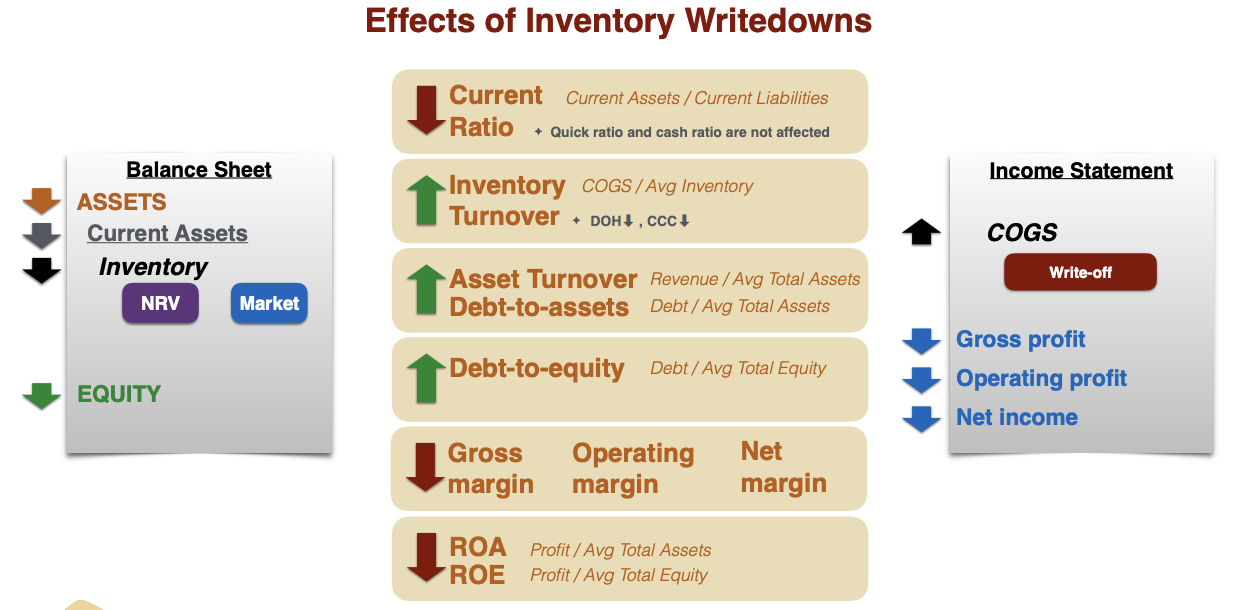 Effects of Inventory Writedowns
Balance Sheet
ASSETS
Current Assets
Inventory
NRV
Market
EQUITY
Current Current Assets / Current Liabilities
Ratio ✦ Quick ratio and cash ratio are not affected
Inventory COGS / Avg Inventory
Turnover ✦ DOH⬇ , CCC⬇
Asset Turnover Revenue / Avg Total Assets
Debt-to-assets Debt / Avg Total Assets
Debt-to-equity Debt / Avg Total Equity
Gross
margin
Operating
margin
Net
margin
ROA Profit / Avg Total Assets
ROE Profit / Avg Total Equity
Income Statement
COGS
Write-off
Gross profit
Operating profit
Net income